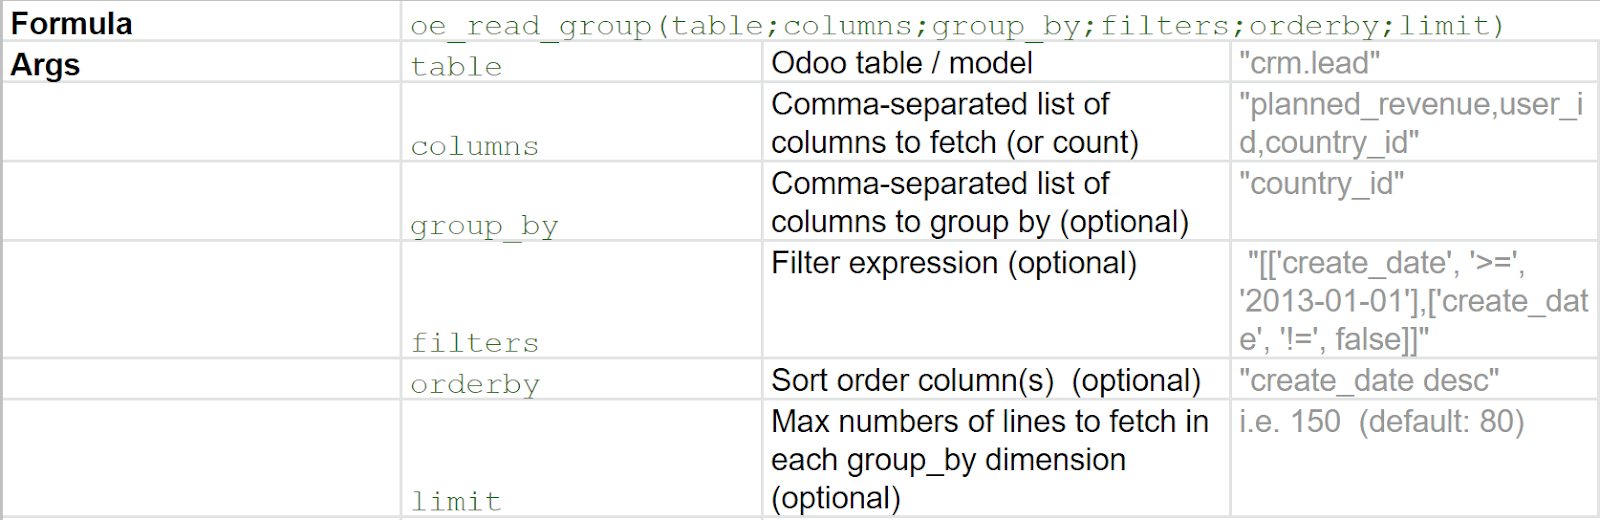 Formula oe_read_group(table;columns;group_by;filters;orderby;limit)
Args table Odoo table / model "crm.lead"
columns Comma-separated list of "planned_revenue,user_i
columns to fetch (or count) d,country_id"
group_by Comma-separated list of "country_id"
columns to group by (optional)
filters Filter expression (optional) "[['create_date', '>=',
'2013-01-01'],['create_dat
e', '!=', false]]"
orderby Sort order column(s)  (optional) "create_date desc"
limit Max numbers of lines to fetch in i.e. 150  (default: 80)
each group_by dimension
(optional)